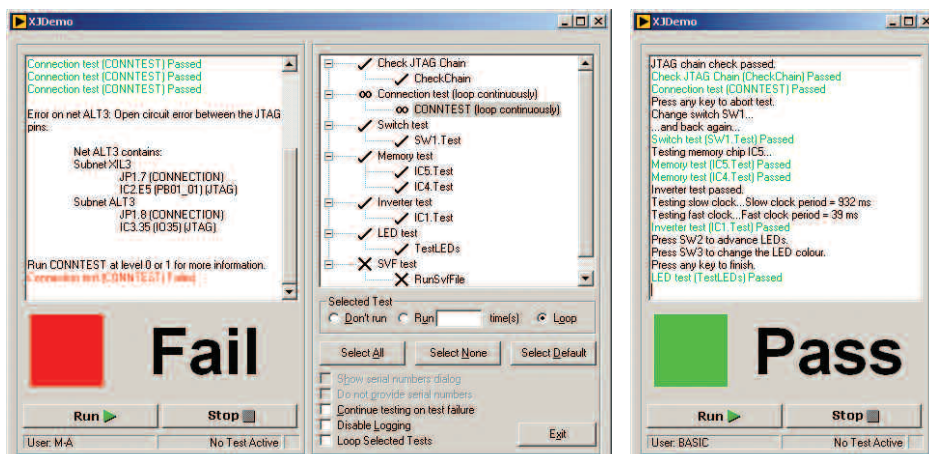 XJDemo
Connection test (CONNTEST) Passed
Connection test (CONNTEST) Passed
Connection test (CONNTEST) Passed
Error on net ALT3: Open circuit error between the JTAG
pins.
Net ALT3 contains:
Subnet XIL3
JP1.7 (CONNECTION)
IC2.E5 (PB01_01) (JTAG)
Subnet ALT3
JP1.8 (CONNECTION)
IC3.35 (IO35) (JTAG)
Run CONNTEST at level 0 or 1 for more information.
Connection test (CONNTEST) Failed
Fail
Run
Stop
User: M-A
No Test Active
Check JTAG Chain
CheckChain
Connection test (loop continuously)
CONNTEST (loop continuously)
Switch test
SW1.Test
Memory test
IC5.Test
IC4.Test
Inverter test
IC1.Test
LED test
TestLEDs
SVF test
RunSvfFile
Selected Test
Don't run
Run
time(s)
Loop
Select All
Select None
Select Default
Show serial numbers dialog
Do not provide serial numbers
Continue testing on test failure
Disable Logging
Loop Selected Tests
Exit
XJDemo
JTAG chain check passed.
Check JTAG Chain (CheckChain) Passed
Connection test (CONNTEST) Passed
Press any key to abort test.
Change switch SW1...
...and back again...
Switch test (SW1.Test) Passed
Testing memory chip IC5...
Memory test (IC5.Test) Passed
Memory test (IC4.Test) Passed
Inverter test passed.
Testing slow clock...Slow clock period = 932 ms
Testing fast clock...Fast clock period = 39 ms
Inverter test (IC1.Test) Passed
Press SW2 to advance LEDs.
Press SW3 to change the LED colour.
Press any key to finish.
LED test (TestLEDs) Passed
Pass
Run
Stop
User: BASIC
No Test Active